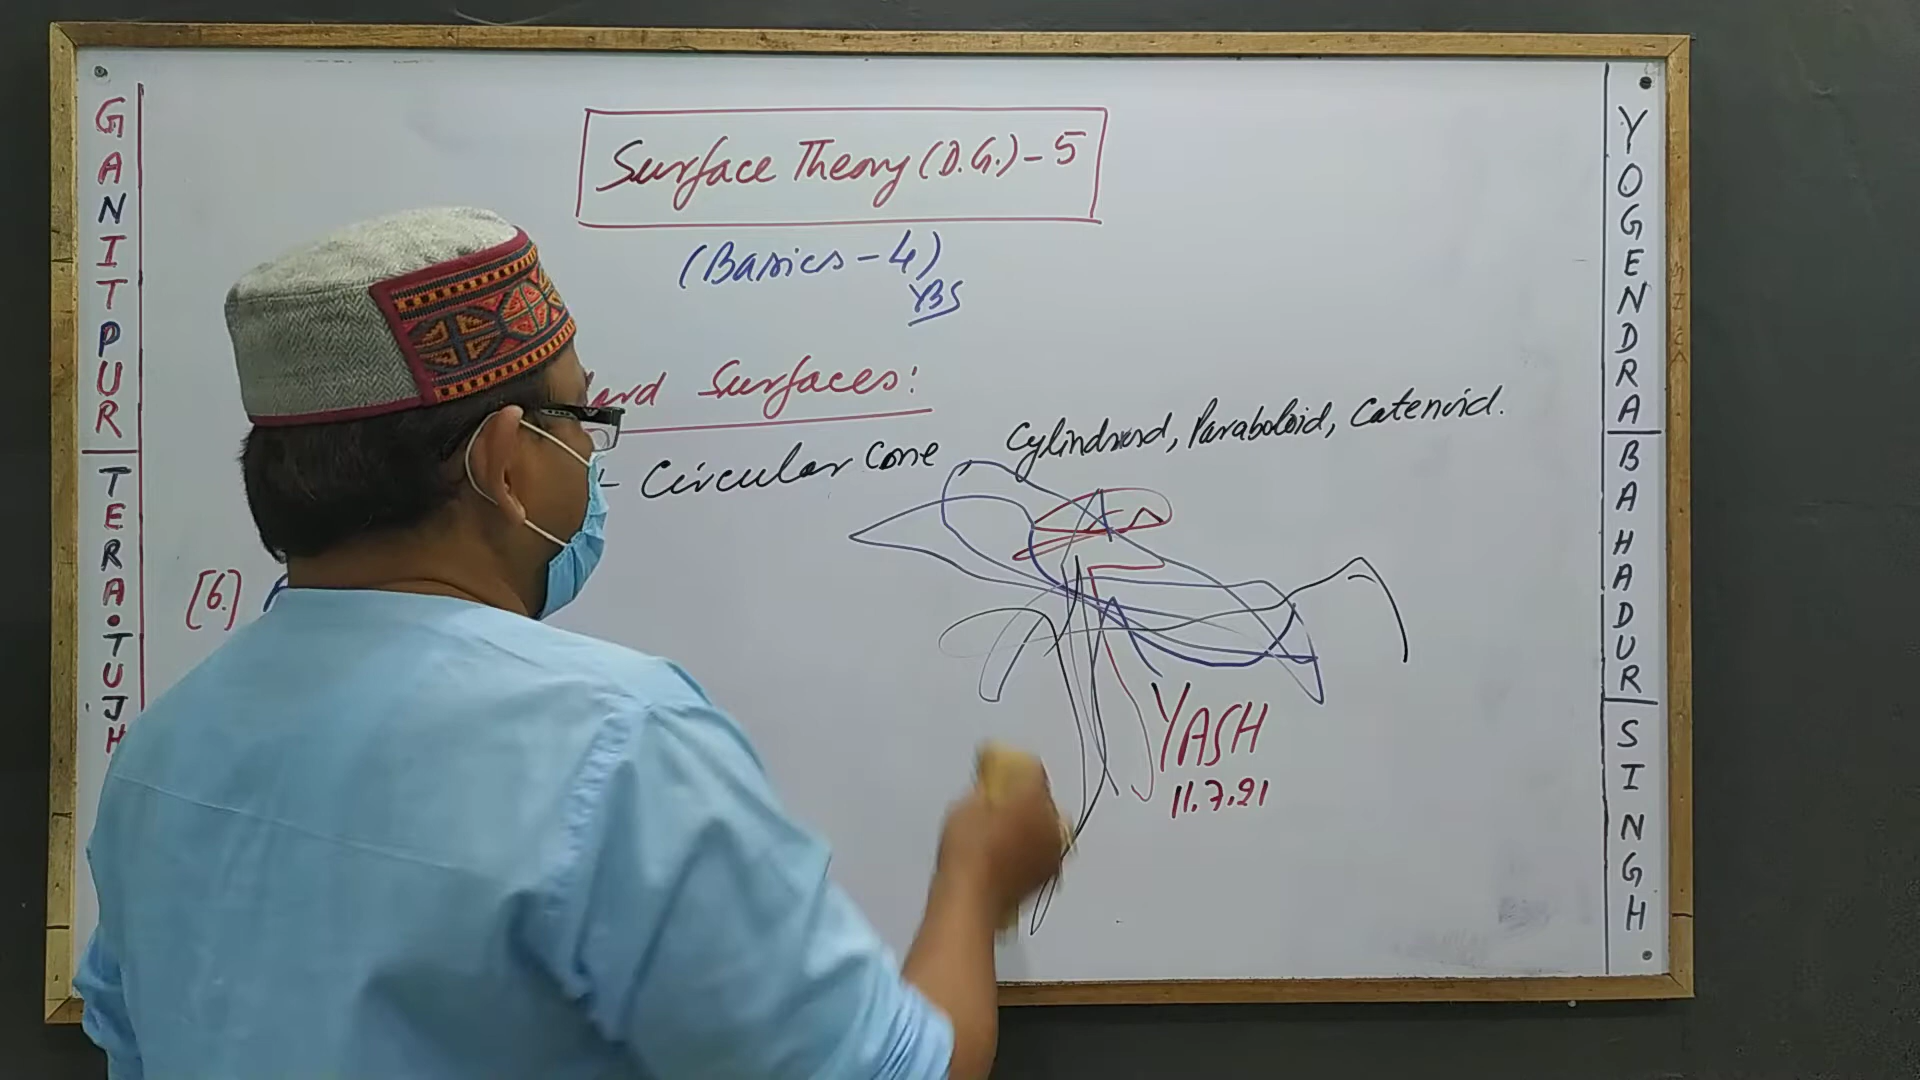 GANITPUR
TERA.TUJH
Surface Theory (D.G.) - 5
(Basics - 4)
YBS
Surfaces:
Circular Cone
Cylindroid, Paraboloid, Catenoid.
[6.]
YASH
11.7.21
YOGENDRA
BAHADUR
SINGH